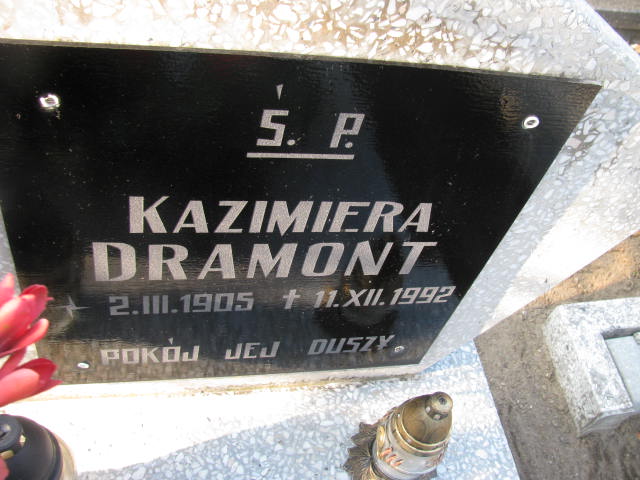 Ś. P.
KAZIMIERA
DRAMONT
2.III.1905 † 11.XII.1992
POKÓJ JEJ DUSZY